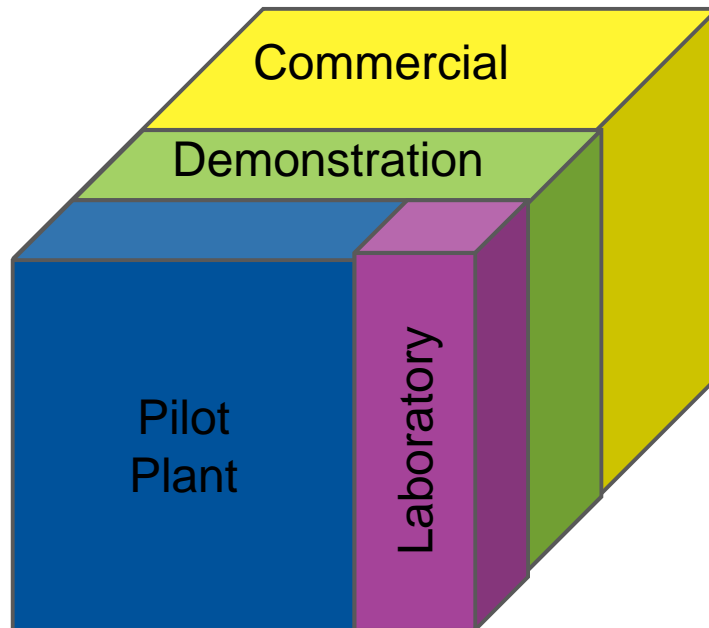 Commercial
Demonstration
Pilot
Plant
Laboratory